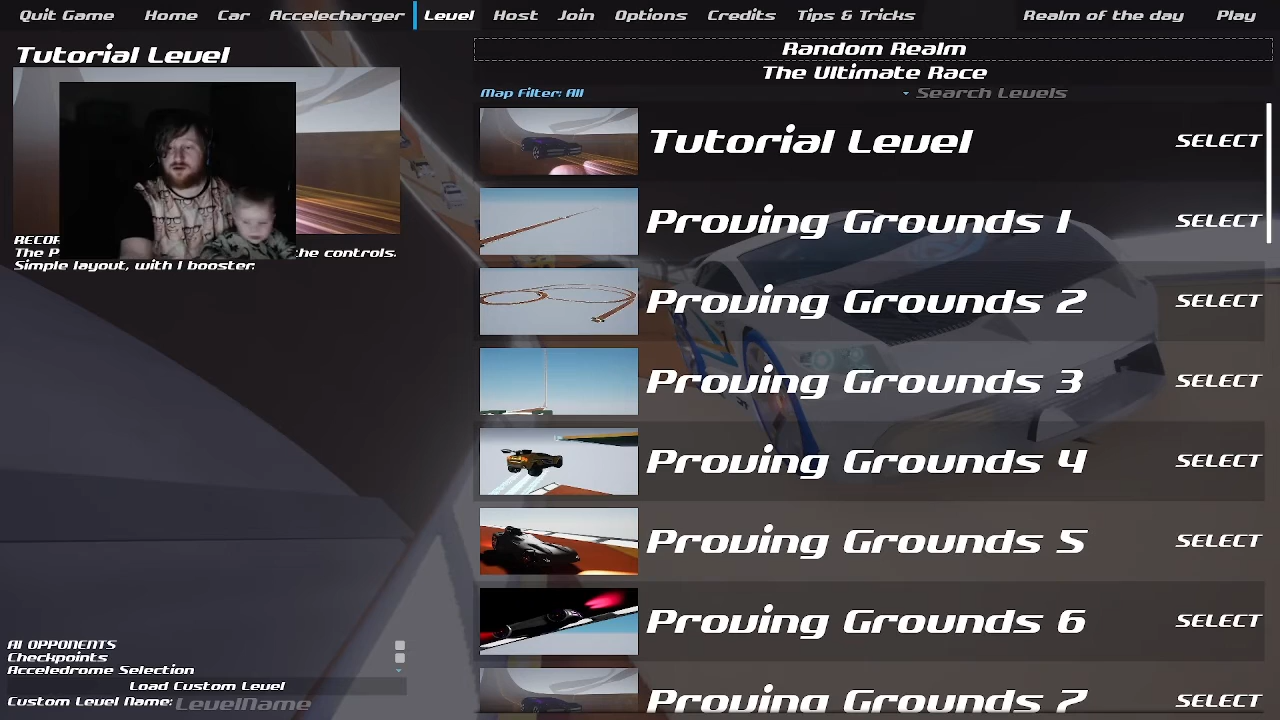 Quit Game Home Car Accelecharger Level Host Join Options Credits Tips & Tricks Realm of the day Play
Tutorial Level
RECOR
The P the controls.
Simple layout, with 1 booster.
AI OPPONENTS
Checkpoints
Acceledrome Selection
Load Custom Level
Custom Level Name: LevelName
Random Realm
The Ultimate Race
Map Filter: All Search Levels
Tutorial Level SELECT
Proving Grounds 1 SELECT
Proving Grounds 2 SELECT
Proving Grounds 3 SELECT
Proving Grounds 4 SELECT
Proving Grounds 5 SELECT
Proving Grounds 6 SELECT
Proving Grounds 7 SELECT